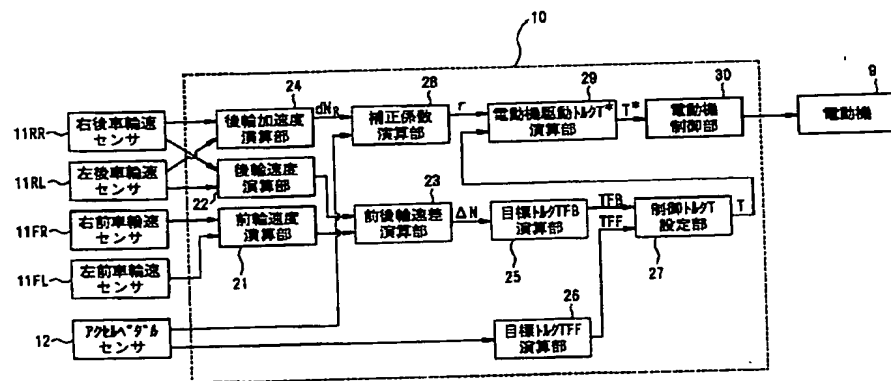 10
24
28
29
30
9
11RR
右後車輪速
センサ
後輪加速度
演算部
dNR
補正係数
演算部
r
電動機駆動トルクT*
演算部
T*
電動機
制御部
電動機
11RL
左後車輪速
センサ
22
後輪速度
演算部
23
11FR
右前車輪速
センサ
前輪速度
演算部
21
前後輪速差
演算部
ΔN
目標トルクTFB
演算部
25
TFB
TFF
制御トルクT
設定部
27
T
11FL
左前車輪速
センサ
26
12
アクセルペダル
センサ
目標トルクTFF
演算部